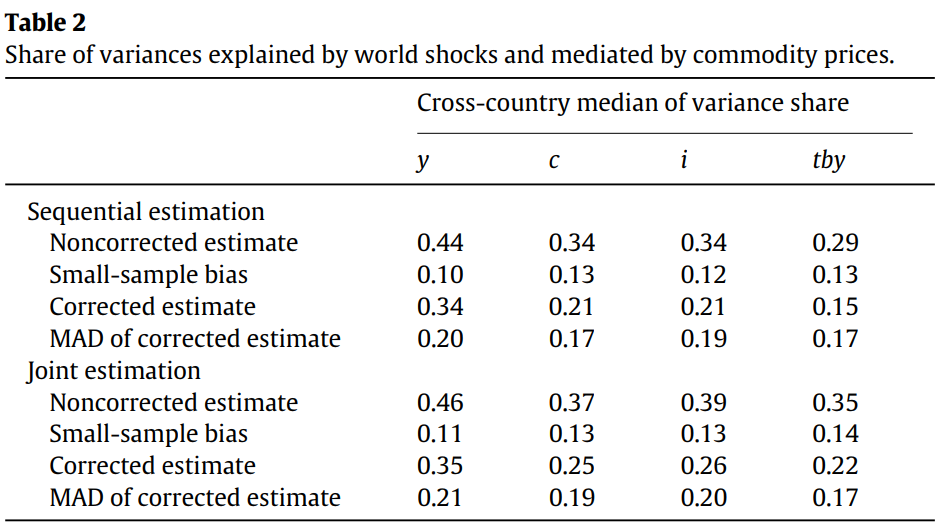 Table 2
Share of variances explained by world shocks and mediated by commodity prices.
Cross-country median of variance share
y c i tby
Sequential estimation
Noncorrected estimate 0.44 0.34 0.34 0.29
Small-sample bias 0.10 0.13 0.12 0.13
Corrected estimate 0.34 0.21 0.21 0.15
MAD of corrected estimate 0.20 0.17 0.19 0.17
Joint estimation
Noncorrected estimate 0.46 0.37 0.39 0.35
Small-sample bias 0.11 0.13 0.13 0.14
Corrected estimate 0.35 0.25 0.26 0.22
MAD of corrected estimate 0.21 0.19 0.20 0.17